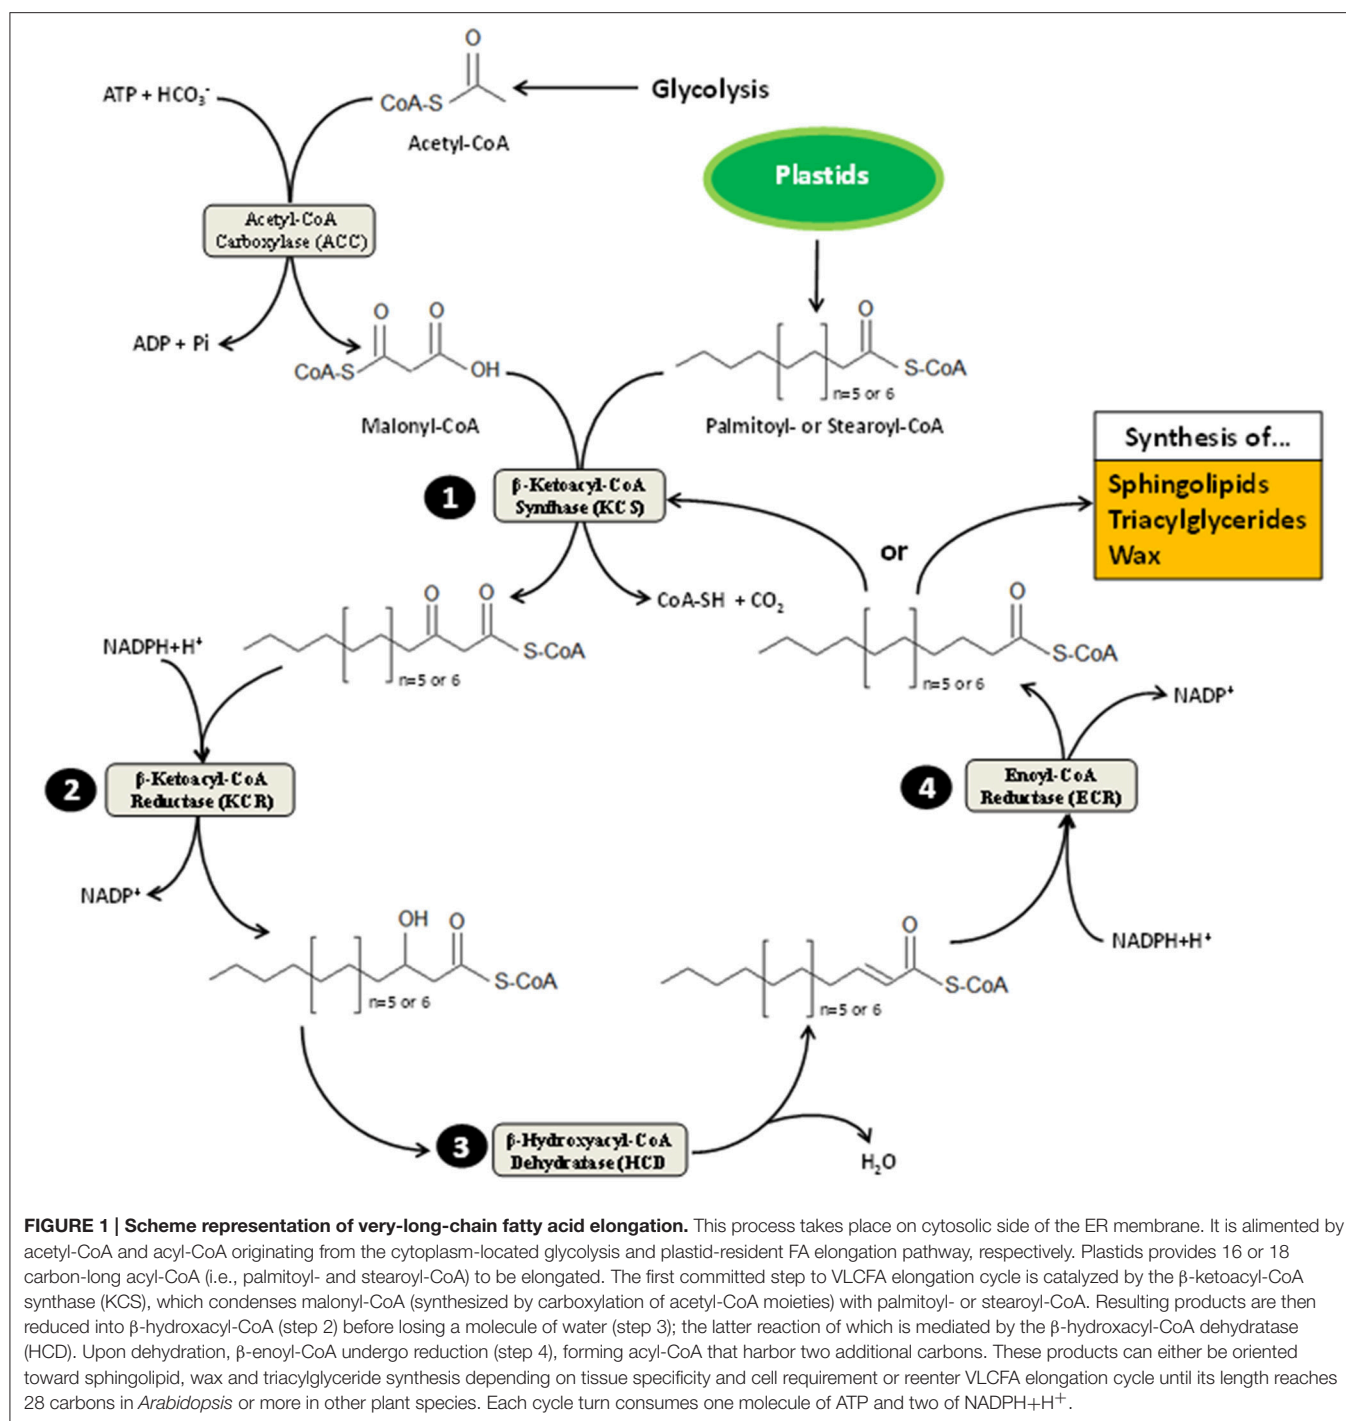 O
ATP + HCO₃⁻
CoA-S
Glycolysis
Acetyl-CoA
Plastids
Acetyl-CoA
Carboxylase (ACC)
O O
ADP + Pi
CoA-S
OH
Malonyl-CoA
O
S-CoA
n=5 or 6
Palmitoyl- or Stearoyl-CoA
Synthesis of...
Sphingolipids
Triacylglycerides
Wax
1
β-Ketoacyl-CoA
Synthase (KCS)
or
CoA-SH + CO₂
O O
S-CoA
n=5 or 6
O
S-CoA
n=5 or 6
NADPH+H⁺
NADP⁺
2
β-Ketoacyl-CoA
Reductase (KCR)
4
Enoyl-CoA
Reductase (ECR)
NADP⁺
OH O
S-CoA
n=5 or 6
O
S-CoA
n=5 or 6
NADPH+H⁺
3
β-Hydroxyacyl-CoA
Dehydratase (HCD
H₂O
FIGURE 1 | Scheme representation of very-long-chain fatty acid elongation. This process takes place on cytosolic side of the ER membrane. It is alimented by
acetyl-CoA and acyl-CoA originating from the cytoplasm-located glycolysis and plastid-resident FA elongation pathway, respectively. Plastids provides 16 or 18
carbon-long acyl-CoA (i.e., palmitoyl- and stearoyl-CoA) to be elongated. The first committed step to VLCFA elongation cycle is catalyzed by the β-ketoacyl-CoA
synthase (KCS), which condenses malonyl-CoA (synthesized by carboxylation of acetyl-CoA moieties) with palmitoyl- or stearoyl-CoA. Resulting products are then
reduced into β-hydroxacyl-CoA (step 2) before losing a molecule of water (step 3); the latter reaction of which is mediated by the β-hydroxacyl-CoA dehydratase
(HCD). Upon dehydration, β-enoyl-CoA undergo reduction (step 4), forming acyl-CoA that harbor two additional carbons. These products can either be oriented
toward sphingolipid, wax and triacylglyceride synthesis depending on tissue specificity and cell requirement or reenter VLCFA elongation cycle until its length reaches
28 carbons in Arabidopsis or more in other plant species. Each cycle turn consumes one molecule of ATP and two of NADPH+H⁺.